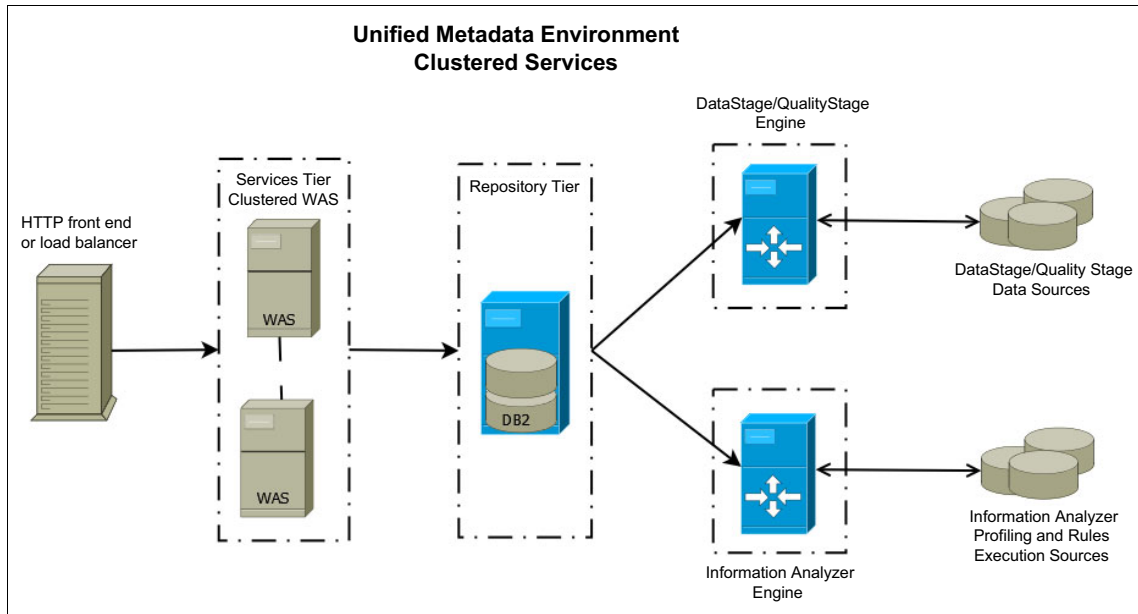 Unified Metadata Environment
Clustered Services
HTTP front end
or load balancer
Services Tier
Clustered WAS
WAS
WAS
Repository Tier
DB2
DataStage/QualityStage
Engine
DataStage/Quality Stage
Data Sources
Information Analyzer
Engine
Information Analyzer
Profiling and Rules
Execution Sources